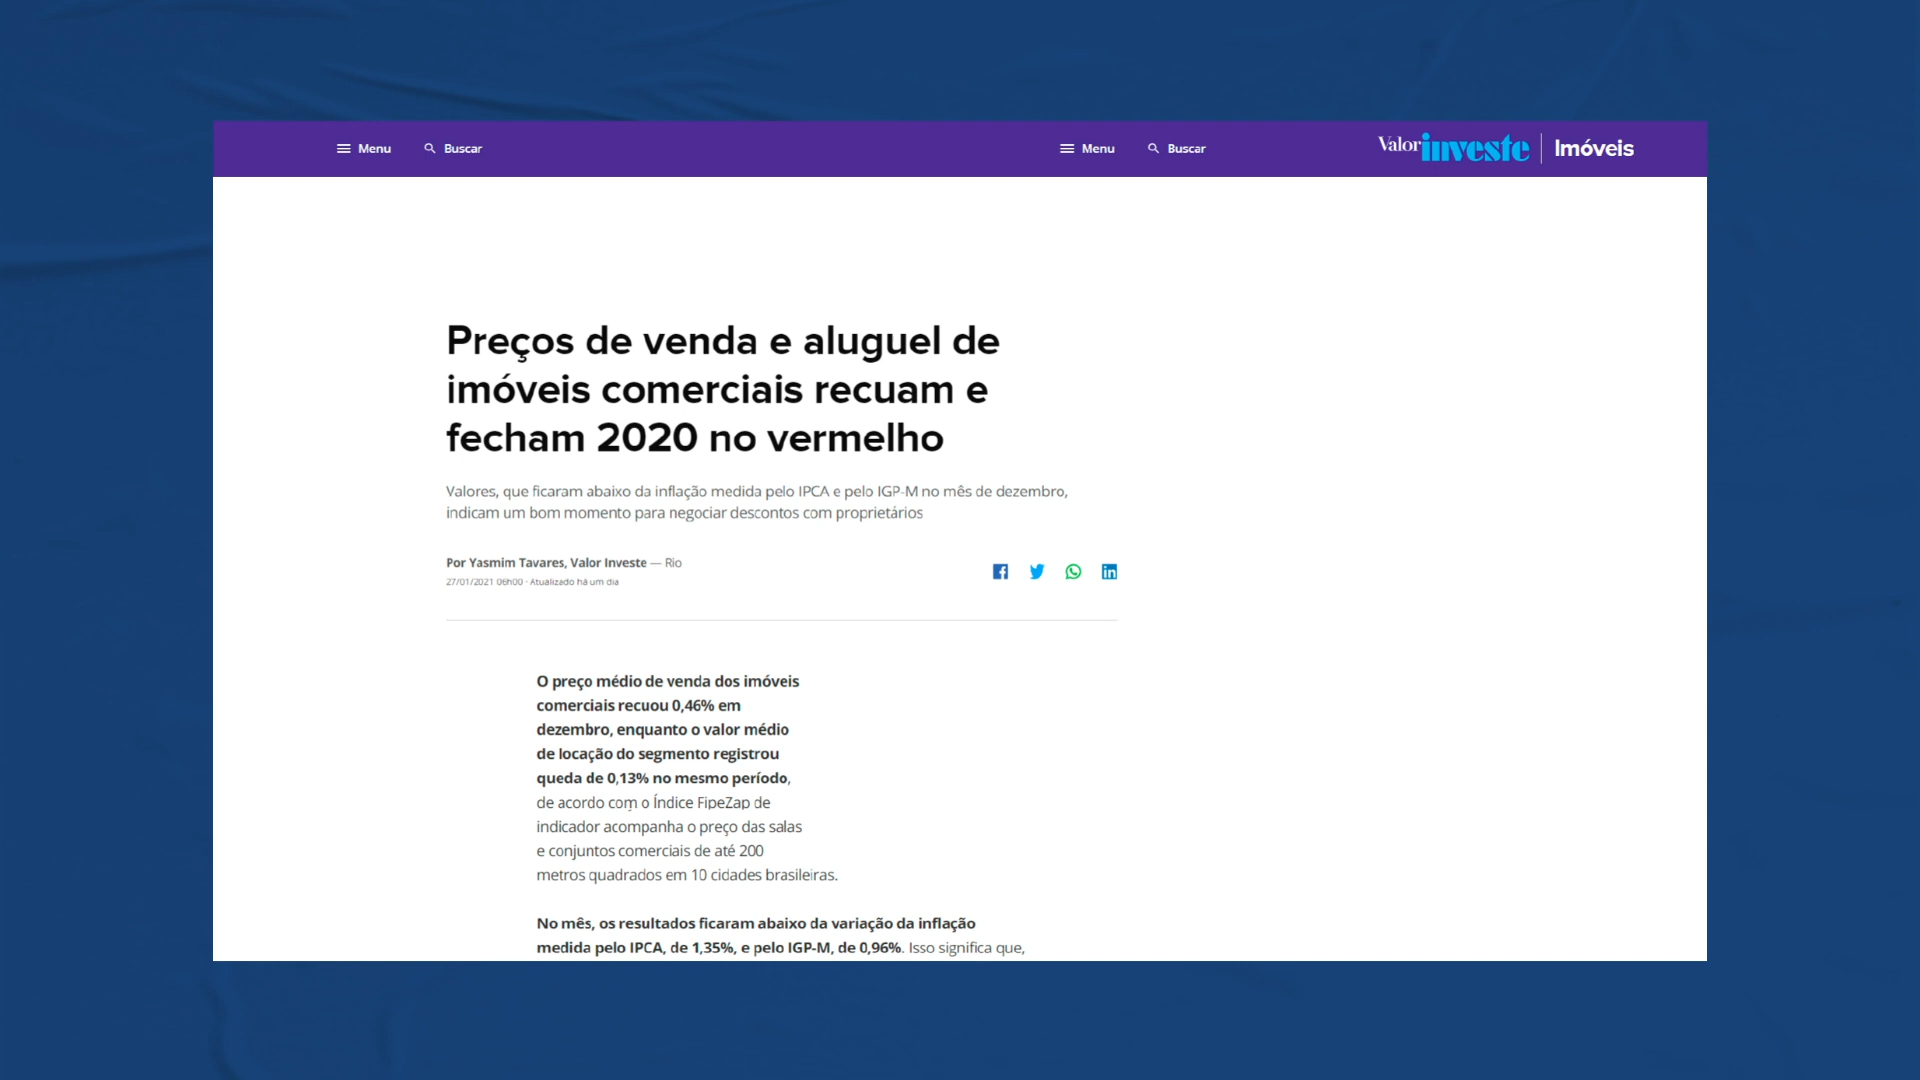 Menu Buscar Menu Buscar Valor investe Imóveis
Preços de venda e aluguel de
imóveis comerciais recuam e
fecham 2020 no vermelho
Valores, que ficaram abaixo da inflação medida pelo IPCA e pelo IGP-M no mês de dezembro,
indicam um bom momento para negociar descontos com proprietários
Por Yasmim Tavares, Valor Investe — Rio
27/01/2021 06h00 · Atualizado há um dia
O preço médio de venda dos imóveis
comerciais recuou 0,46% em
dezembro, enquanto o valor médio
de locação do segmento registrou
queda de 0,13% no mesmo período,
de acordo com o Índice FipeZap de
indicador acompanha o preço das salas
e conjuntos comerciais de até 200
metros quadrados em 10 cidades brasileiras.
No mês, os resultados ficaram abaixo da variação da inflação
medida pelo IPCA, de 1,35%, e pelo IGP-M, de 0,96%. Isso significa que,